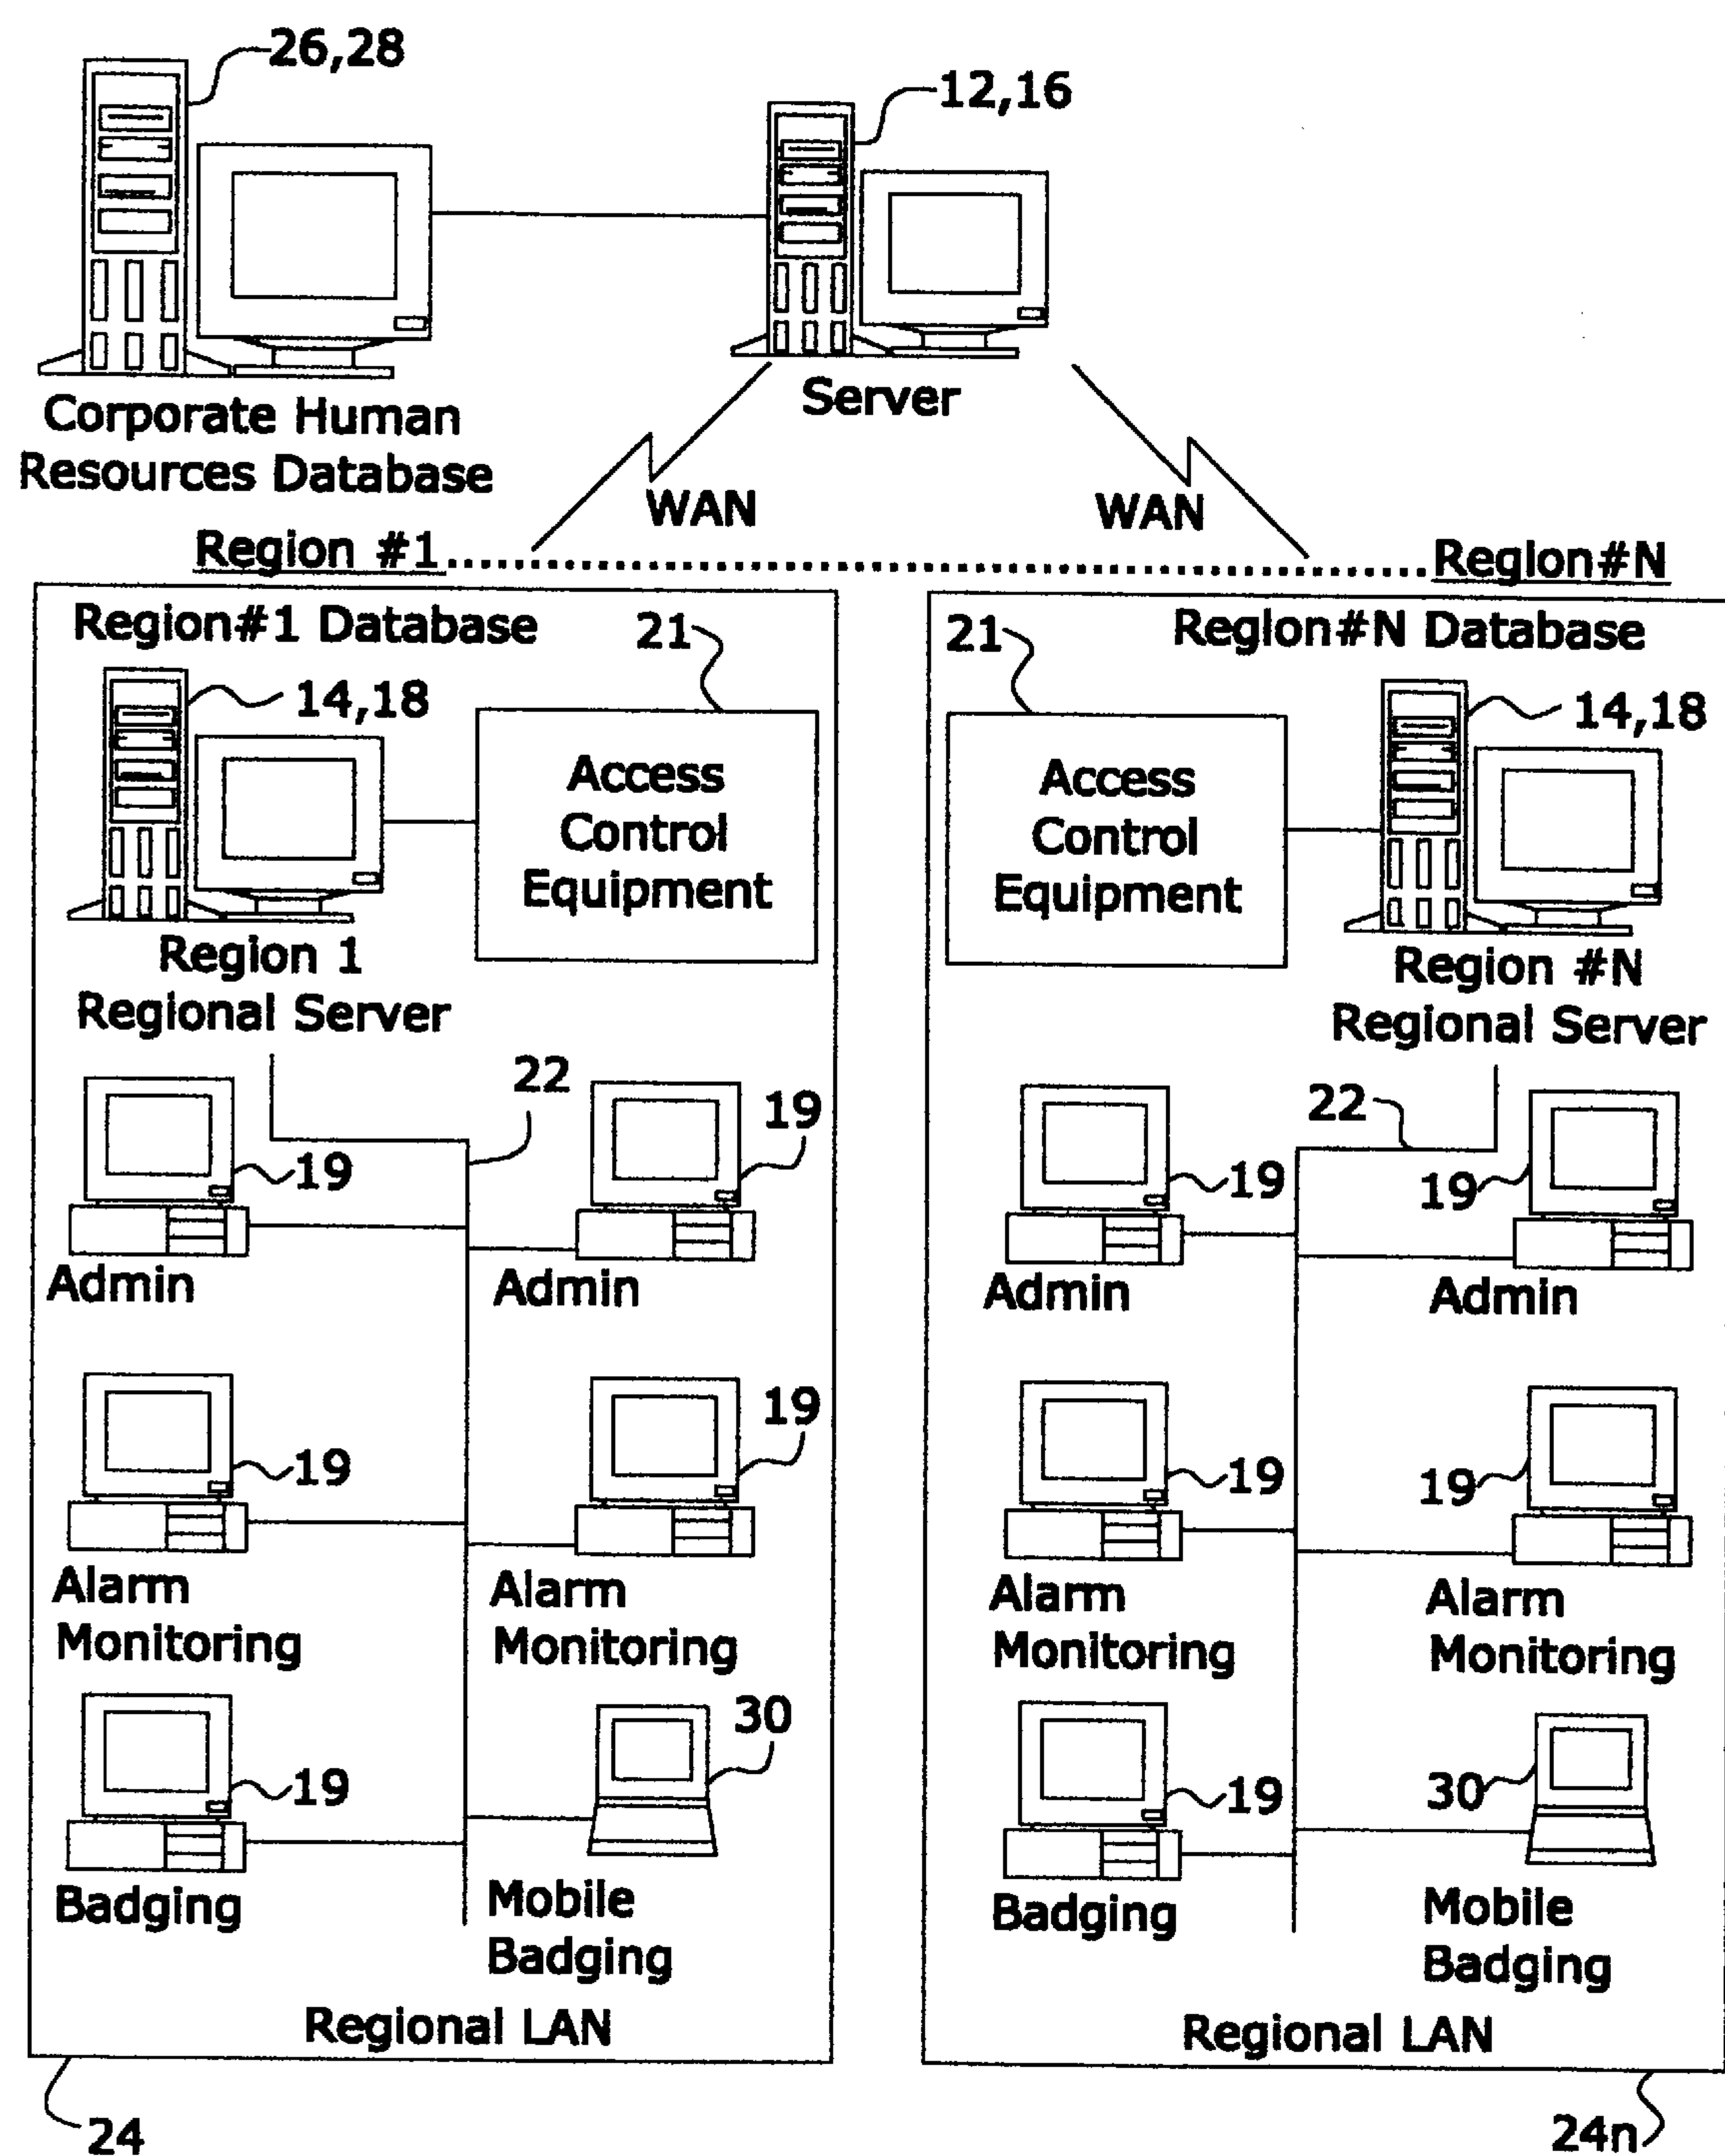 26,28
12,16
Corporate Human
Resources Database
Server
WAN
WAN
Region #1
Region#N
Region#1 Database
21
14,18
Access
Control
Equipment
Region 1
Regional Server
22
19
19
Admin
Admin
19
19
Alarm
Monitoring
Alarm
Monitoring
19
30
Badging
Mobile
Badging
Regional LAN
24
Region#N Database
21
14,18
Access
Control
Equipment
Region #N
Regional Server
22
19
19
Admin
Admin
19
19
Alarm
Monitoring
Alarm
Monitoring
19
30
Badging
Mobile
Badging
Regional LAN
24n